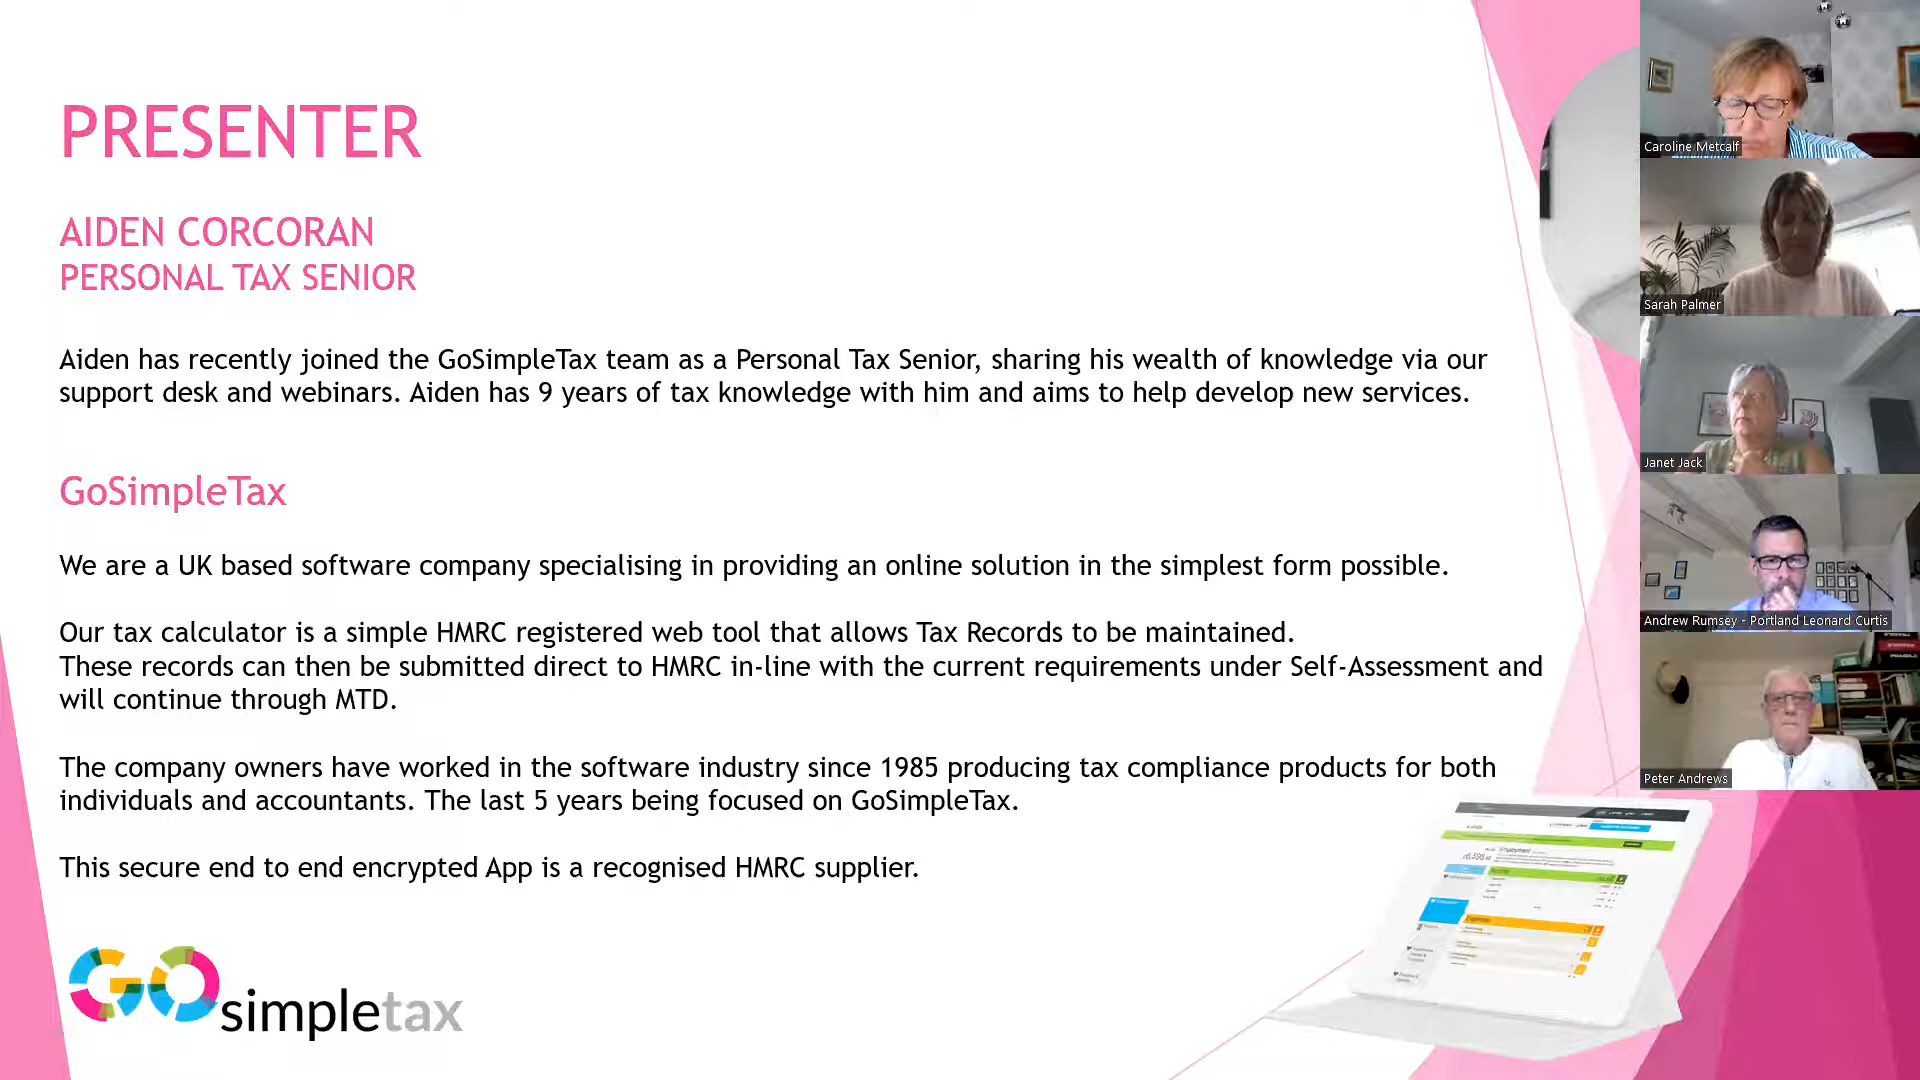 PRESENTER
AIDEN CORCORAN
PERSONAL TAX SENIOR
Aiden has recently joined the GoSimpleTax team as a Personal Tax Senior, sharing his wealth of knowledge via our
support desk and webinars. Aiden has 9 years of tax knowledge with him and aims to help develop new services.
GoSimpleTax
We are a UK based software company specialising in providing an online solution in the simplest form possible.
Our tax calculator is a simple HMRC registered web tool that allows Tax Records to be maintained.
These records can then be submitted direct to HMRC in-line with the current requirements under Self-Assessment and
will continue through MTD.
The company owners have worked in the software industry since 1985 producing tax compliance products for both
individuals and accountants. The last 5 years being focused on GoSimpleTax.
This secure end to end encrypted App is a recognised HMRC supplier.
GO simpletax
Caroline Metcalf
Sarah Palmer
Janet Jack
Andrew Rumsey - Portland Leonard Curtis
Peter Andrews